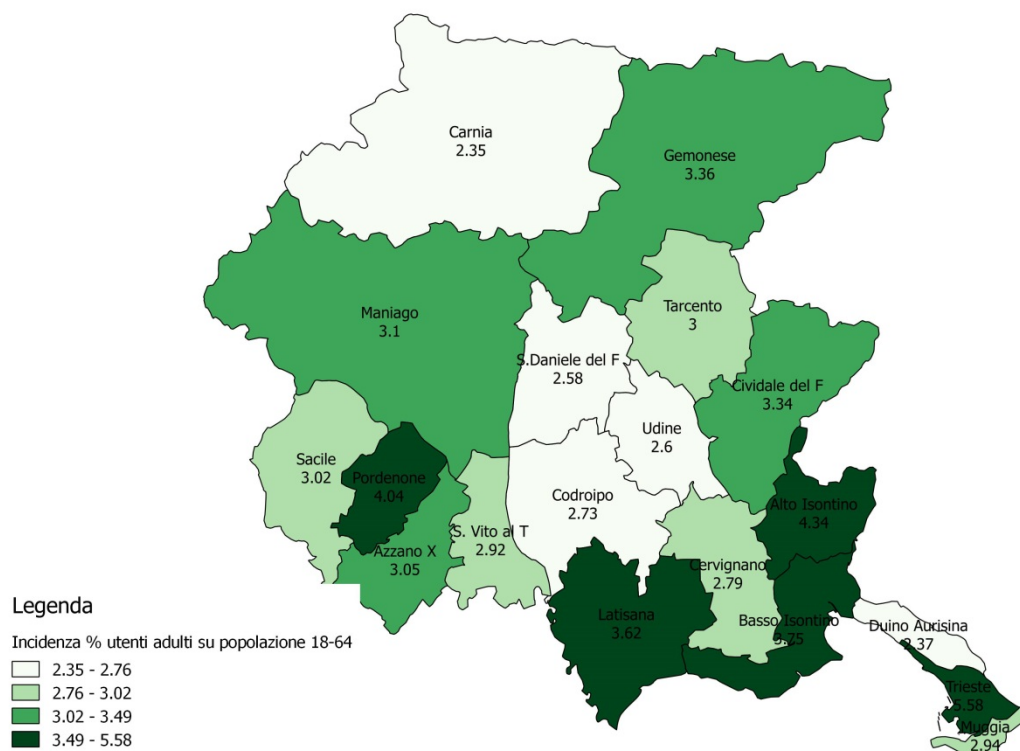 Carnia
2.35
Gemonese
3.36
Tarcento
3
Maniago
3.1
S.Daniele del F
2.58
Cividale del F
3.34
Udine
2.6
Sacile
3.02
Pordenone
4.04
Codroipo
2.73
Alto Isontino
4.34
S. Vito al T
2.92
Azzano X
3.05
Cervignano
2.79
Latisana
3.62
Basso Isontino
3.75
Duino Aurisina
2.37
Trieste
5.58
Muggia
2.94
Legenda
Incidenza % utenti adulti su popolazione 18-64
2.35 - 2.76
2.76 - 3.02
3.02 - 3.49
3.49 - 5.58